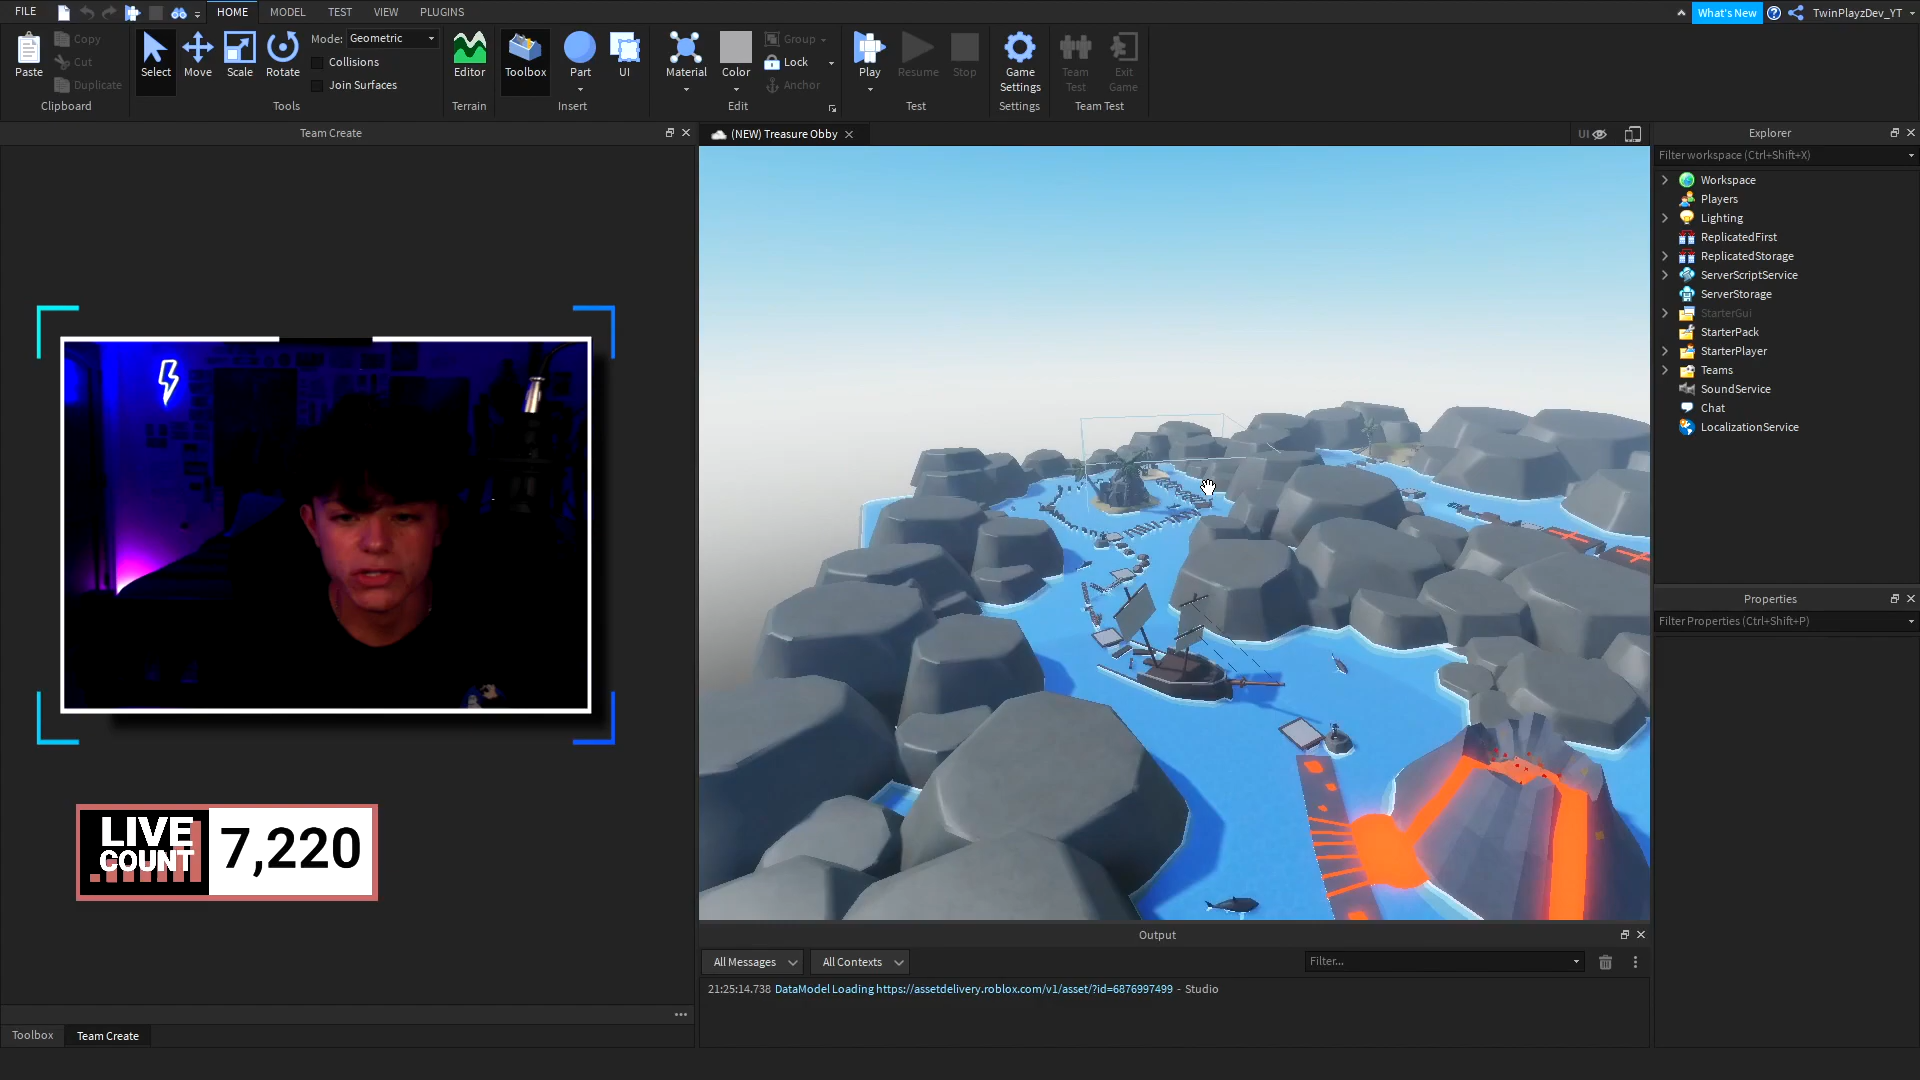 FILE
HOME
MODEL
TEST
VIEW
PLUGINS
What's New
TwinPlayzDev_YT
Paste
Copy
Cut
Duplicate
Clipboard
Select
Move
Scale
Rotate
Mode:
Geometric
Collisions
Join Surfaces
Tools
Editor
Terrain
Toolbox
Part
UI
Insert
Material
Color
Group
Lock
Anchor
Edit
Play
Resume
Stop
Test
Game
Settings
Settings
Team
Test
Exit
Game
Team Test
Team Create
(NEW) Treasure Obby
UI
Explorer
Filter workspace (Ctrl+Shift+X)
Workspace
Players
Lighting
ReplicatedFirst
ReplicatedStorage
ServerScriptService
ServerStorage
StarterGui
StarterPack
StarterPlayer
Teams
SoundService
Chat
LocalizationService
Properties
Filter Properties (Ctrl+Shift+P)
LIVE
COUNT
7,220
Output
All Messages
All Contexts
Filter...
21:25:14.738 DataModel Loading https://assetdelivery.roblox.com/v1/asset/?id=6876997499 - Studio
Toolbox
Team Create